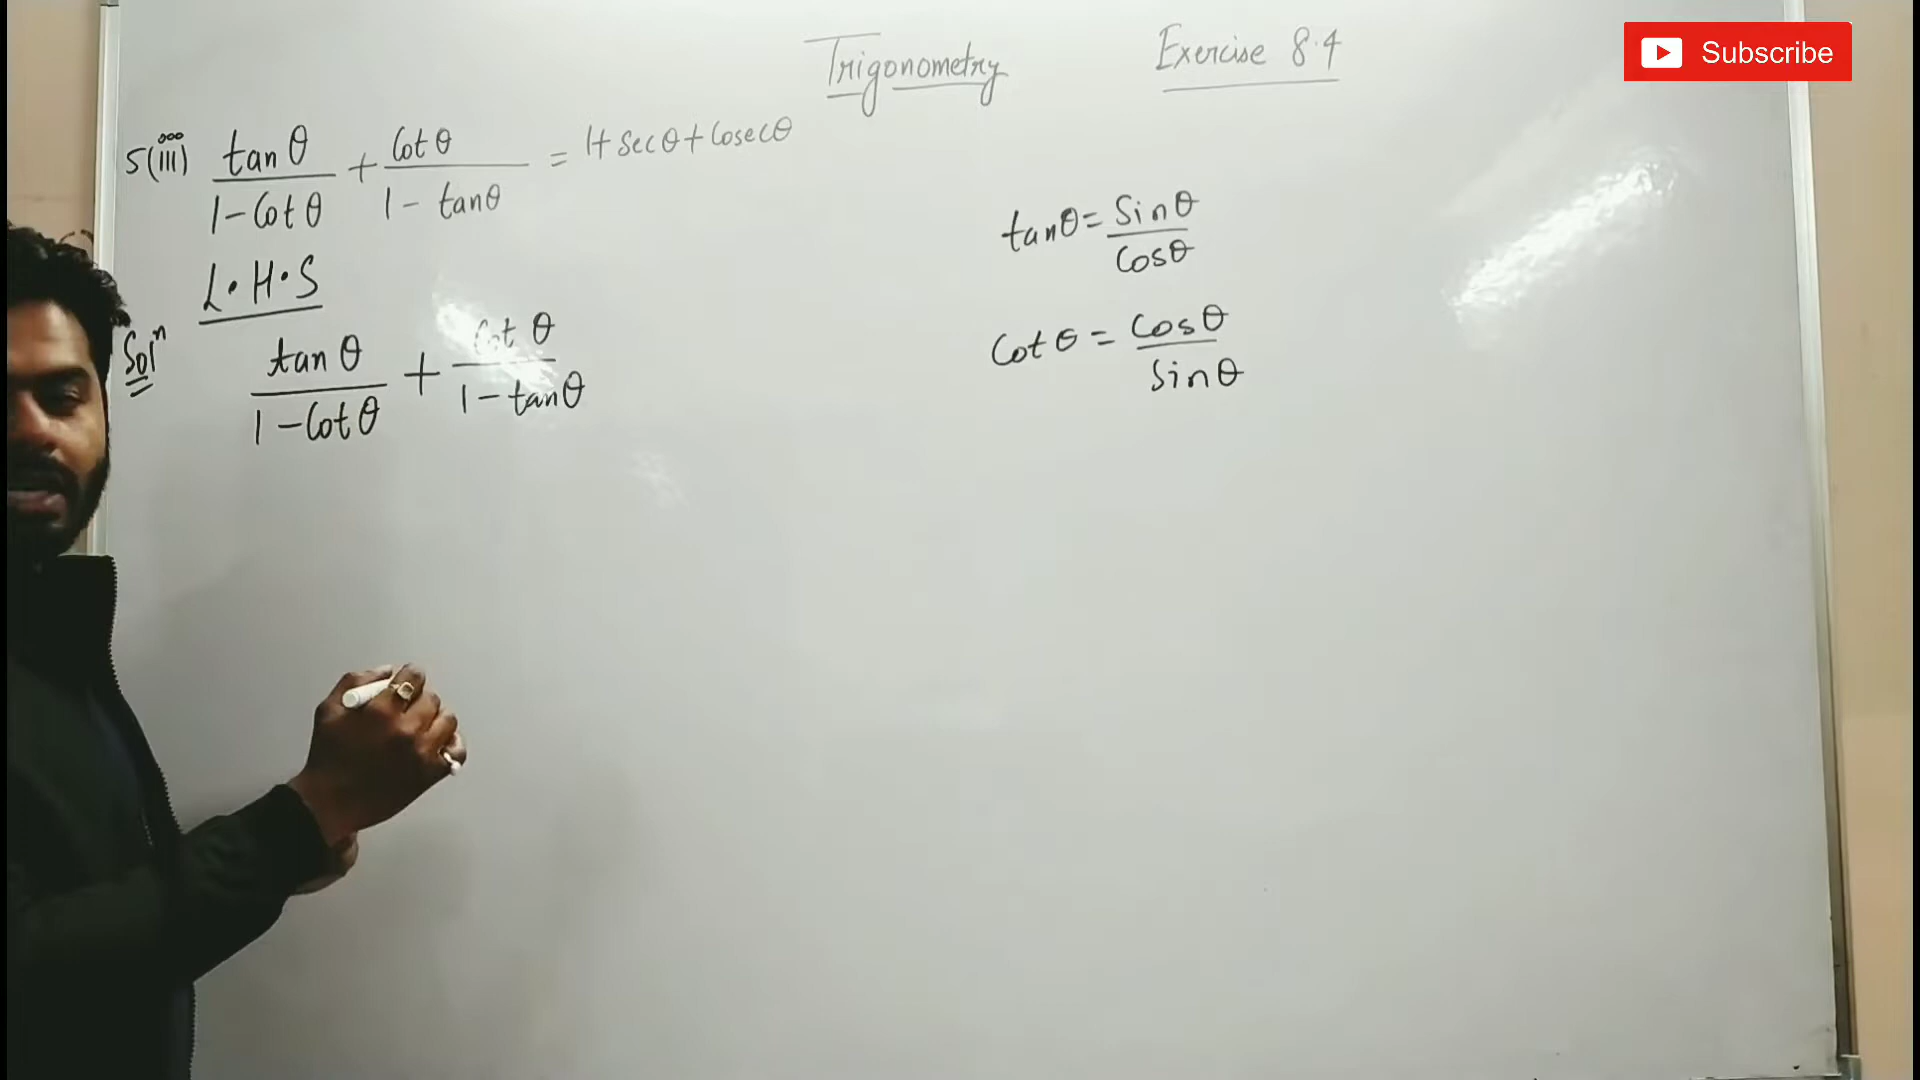 Trigonometry Exercise 8.4
Subscribe
5(iii) tanθ/(1-Cotθ) + Cotθ/(1-tanθ) = 1+Secθ+Cosecθ
L.H.S
Solⁿ tanθ/(1-Cotθ) + Cotθ/(1-tanθ)
tanθ = Sinθ/Cosθ
Cotθ = Cosθ/Sinθ